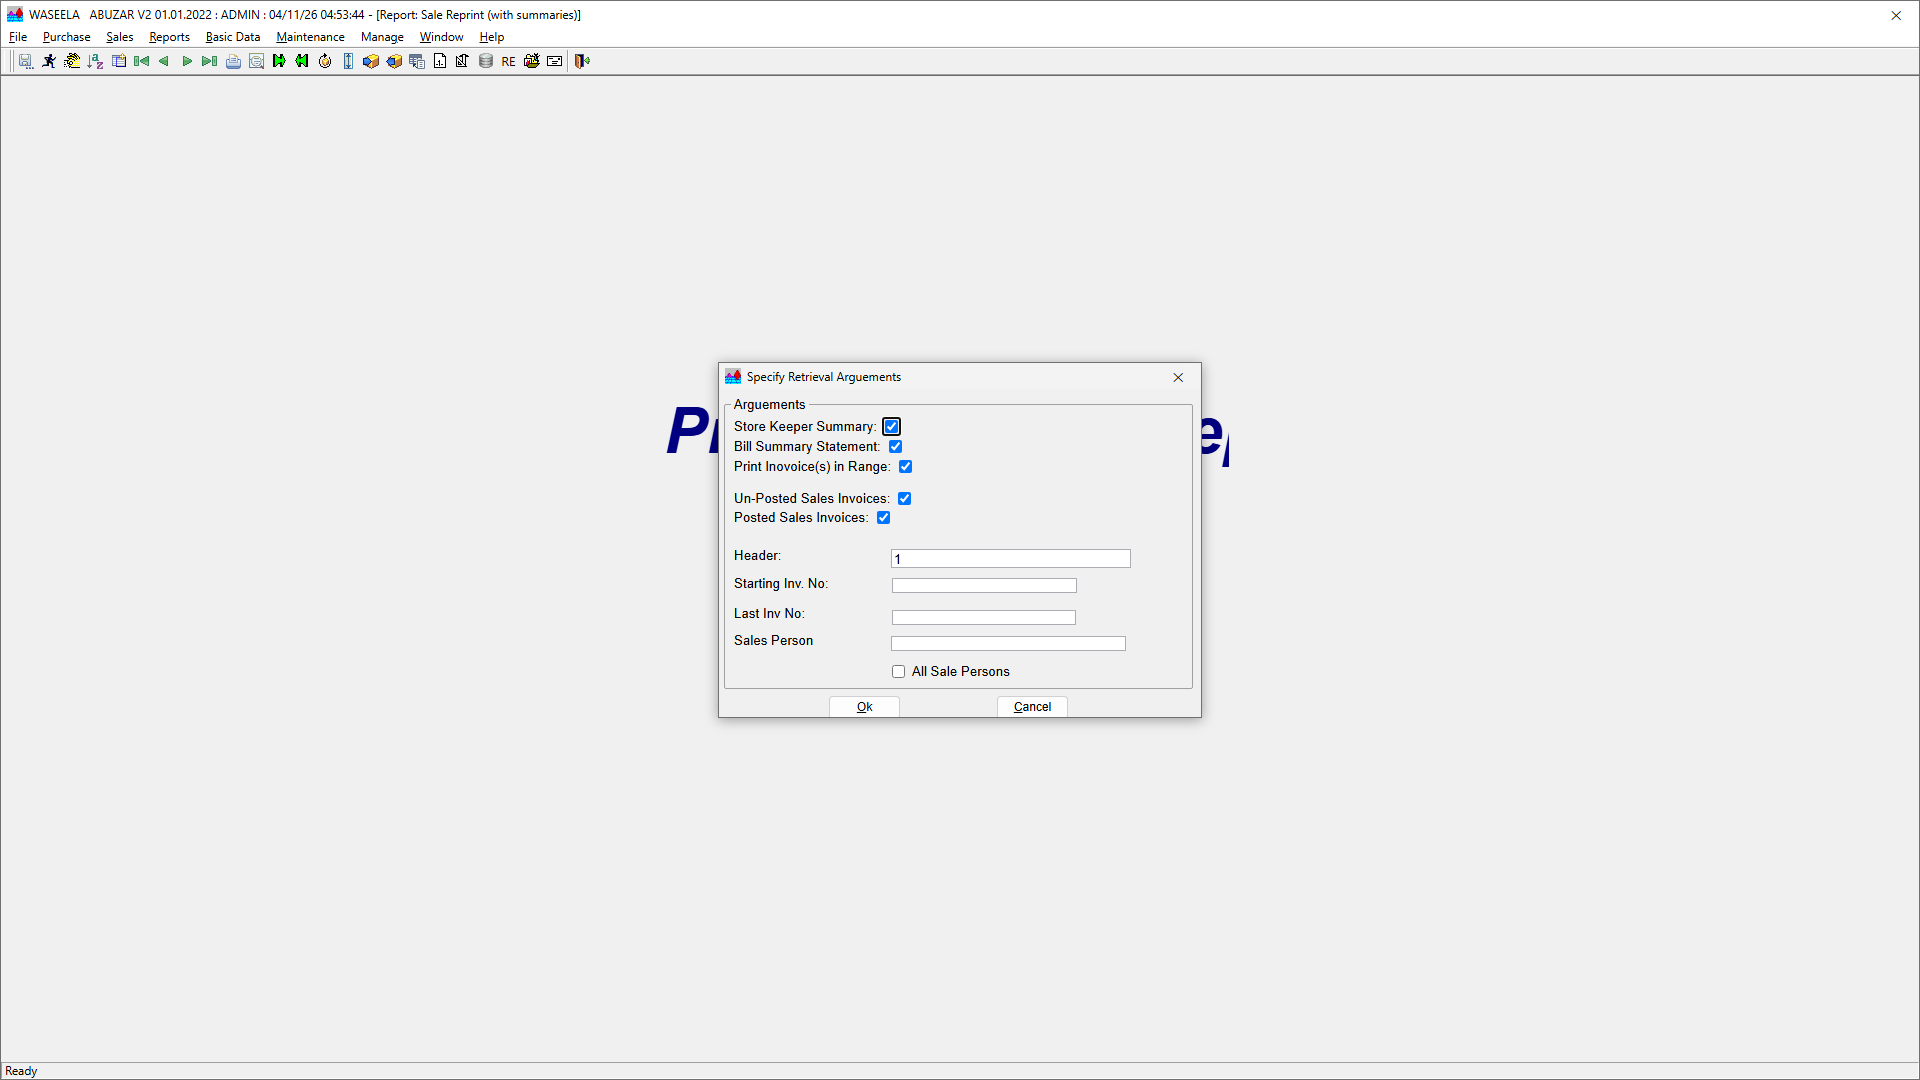 WASEELA   ABUZAR V2 01.01.2022 : ADMIN : 04/11/26 04:53:44 - [Report: Sale Reprint (with summaries)]
File Purchase Sales Reports Basic Data Maintenance Manage Window Help
RE
Specify Retrieval Arguements
Arguements
Store Keeper Summary:
Bill Summary Statement:
Print Inovoice(s) in Range:
Un-Posted Sales Invoices:
Posted Sales Invoices:
Header: 1
Starting Inv. No:
Last Inv No:
Sales Person
All Sale Persons
Ok Cancel
Ready